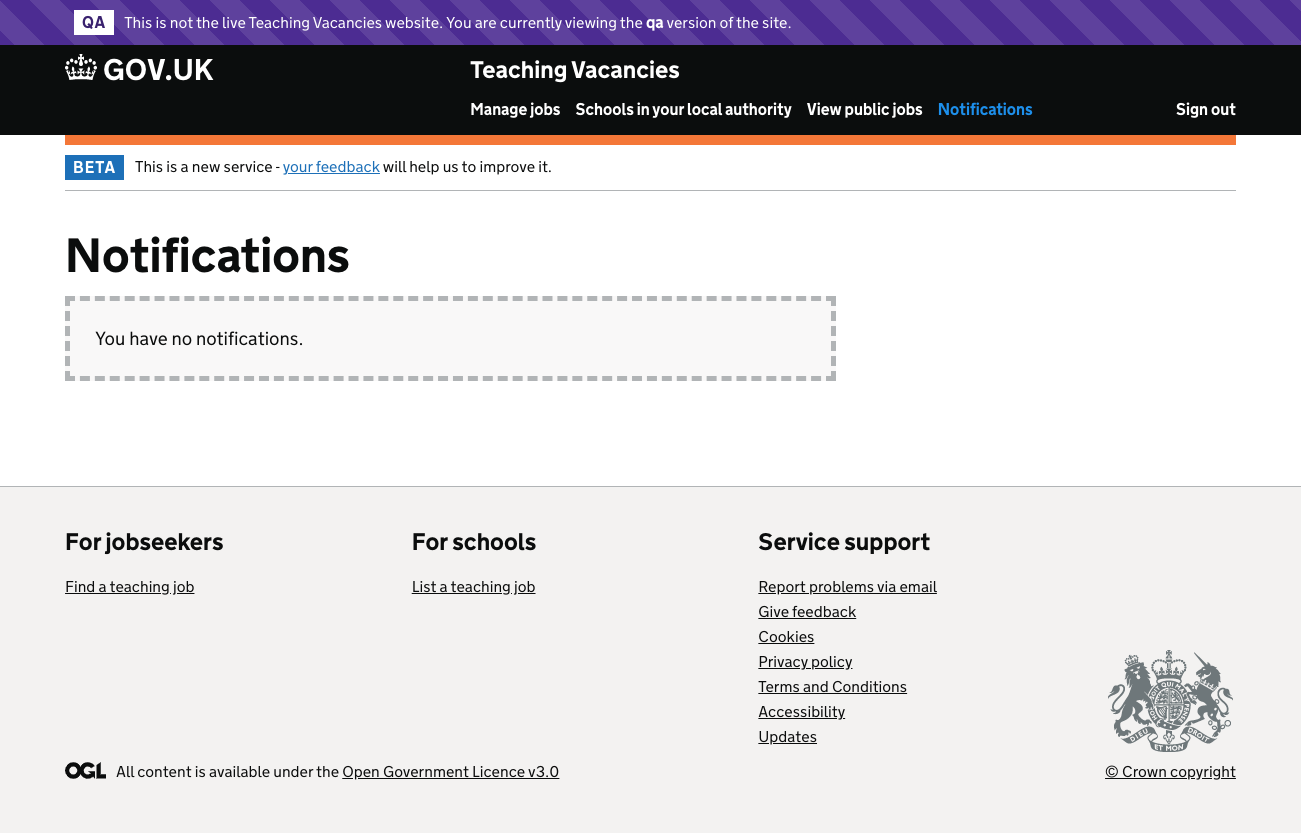 QA This is not the live Teaching Vacancies website. You are currently viewing the qa version of the site.
GOV.UK
Teaching Vacancies
Manage jobs Schools in your local authority View public jobs Notifications Sign out
BETA This is a new service - your feedback will help us to improve it.
Notifications
You have no notifications.
For jobseekers
Find a teaching job
For schools
List a teaching job
Service support
Report problems via email
Give feedback
Cookies
Privacy policy
Terms and Conditions
Accessibility
Updates
DIEU ET MON DROIT
OGL All content is available under the Open Government Licence v3.0
© Crown copyright